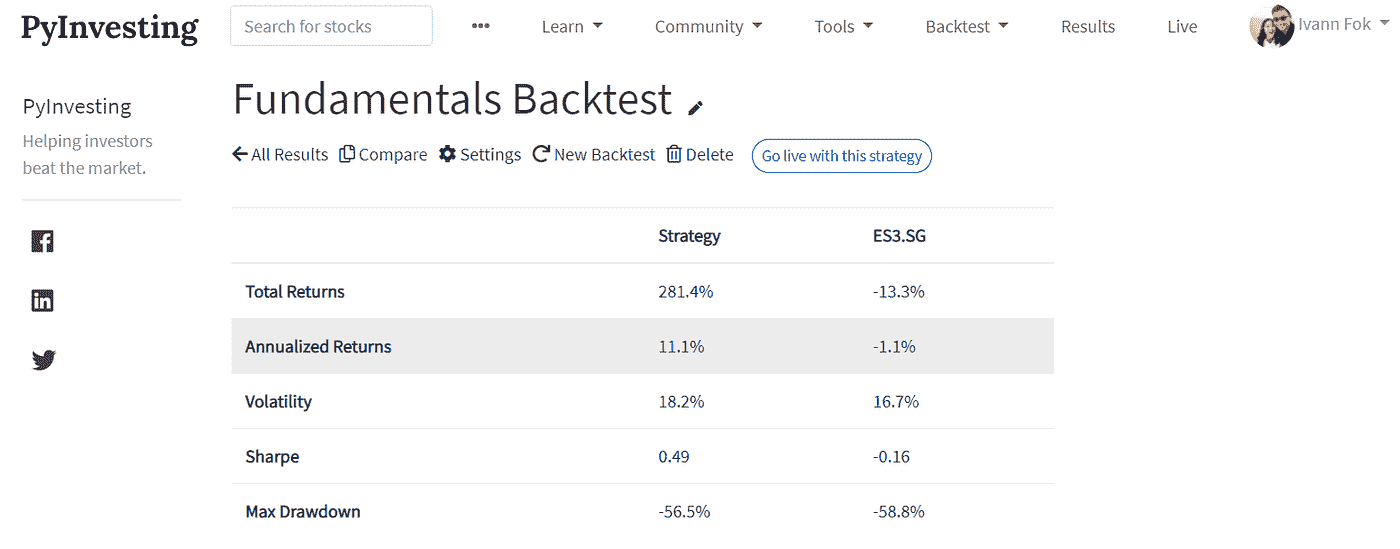 PyInvesting
Search for stocks
Learn
Community
Tools
Backtest
Results
Live
Ivann Fok
PyInvesting
Helping investors
beat the market.
Fundamentals Backtest
All Results Compare Settings New Backtest Delete Go live with this strategy
Strategy ES3.SG
Total Returns 281.4% -13.3%
Annualized Returns 11.1% -1.1%
Volatility 18.2% 16.7%
Sharpe 0.49 -0.16
Max Drawdown -56.5% -58.8%